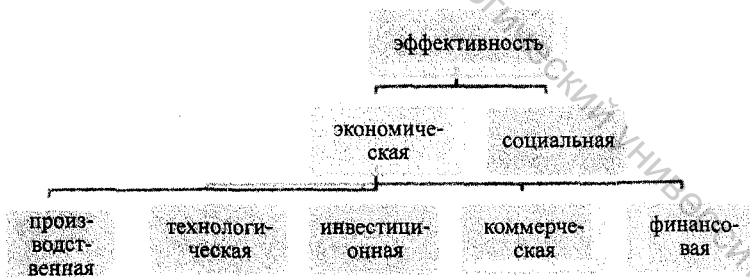 эффективность
экономиче-
ская
социальная
произ-
водст-
венная
технологи-
ческая
инвестици-
онная
коммерче-
ская
финансо-
вая